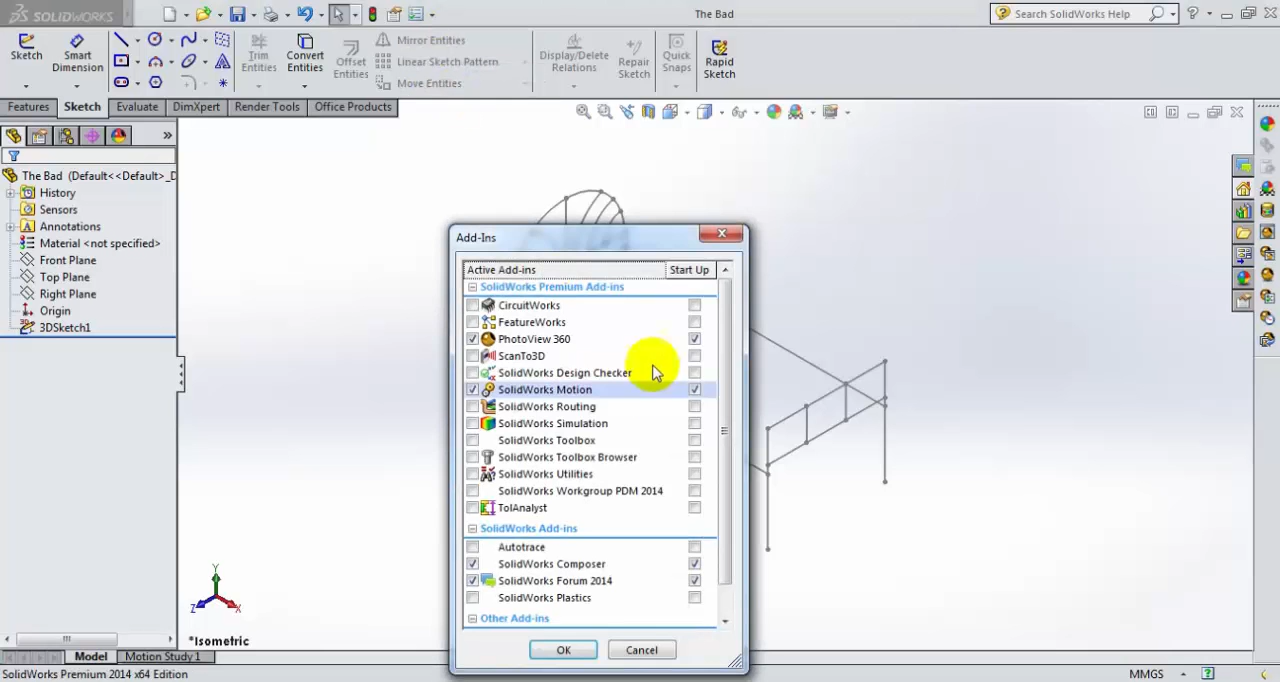 SOLIDWORKS
The Bad
Search SolidWorks Help
Sketch
Smart Dimension
Trim Entities
Convert Entities
Offset Entities
Mirror Entities
Linear Sketch Pattern
Move Entities
Display/Delete Relations
Repair Sketch
Quick Snaps
Rapid Sketch
Features
Sketch
Evaluate
DimXpert
Render Tools
Office Products
The Bad (Default<<Default>_D
History
Sensors
Annotations
Material <not specified>
Front Plane
Top Plane
Right Plane
Origin
3DSketch1
Add-Ins
Active Add-ins Start Up
SolidWorks Premium Add-ins
CircuitWorks
FeatureWorks
PhotoView 360
ScanTo3D
SolidWorks Design Checker
SolidWorks Motion
SolidWorks Routing
SolidWorks Simulation
SolidWorks Toolbox
SolidWorks Toolbox Browser
SolidWorks Utilities
SolidWorks Workgroup PDM 2014
TolAnalyst
SolidWorks Add-ins
Autotrace
SolidWorks Composer
SolidWorks Forum 2014
SolidWorks Plastics
Other Add-ins
OK Cancel
Y
Z X
*Isometric
Model Motion Study 1
SolidWorks Premium 2014 x64 Edition MMGS